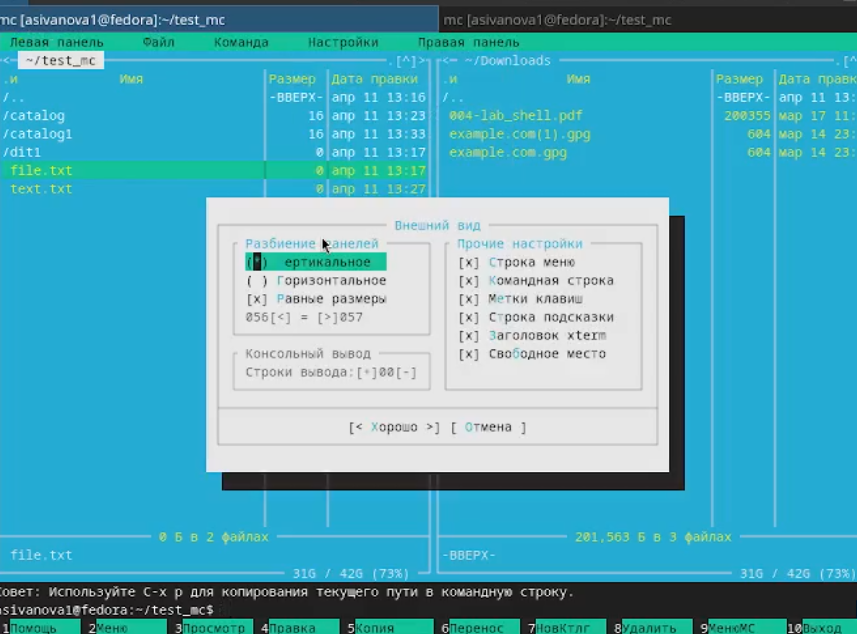 mc [asivanova1@fedora]:~/test_mc
mc [asivanova1@fedora]:~/test_mc
Левая панель Файл Команда Настройки Правая панель
<─ ~/test_mc .[^]>
.и Имя Размер Дата правки
/.. -ВВЕРХ- апр 11 13:16
/catalog 16 апр 11 13:23
/catalog1 16 апр 11 13:33
/dit1 0 апр 11 13:17
file.txt 0 апр 11 13:17
text.txt 0 апр 11 13:27
<─ ~/Downloads .[^
.и Имя Размер Дата правк
/.. -ВВЕРХ- апр 11 13:
004-lab_shell.pdf 200355 мар 17 11:
example.com(1).gpg 604 мар 14 23:
example.com.gpg 604 мар 14 23:
Внешний вид
Разбиение анелей
(*) ертикальное
( ) Горизонтальное
[x] Равные размеры
056[<] = [>]057
Консольный вывод
Строки вывода:[+]00[-]
Прочие настройки
[x] Строка меню
[x] Командная строка
[x] Метки клавиш
[x] Строка подсказки
[x] Заголовок xterm
[x] Свободное место
[< Хорошо >] [ Отмена ]
0 Б в 2 файлах
file.txt
31G / 42G (73%)
201,563 Б в 3 файлах
-ВВЕРХ-
31G / 42G (73%)
Совет: Используйте C-x p для копирования текущего пути в командную строку.
asivanova1@fedora:~/test_mc$
1Помощь 2Меню 3Просмотр 4Правка 5Копия 6Перенос 7НовКтлг 8Удалить 9МенюMC 10Выход